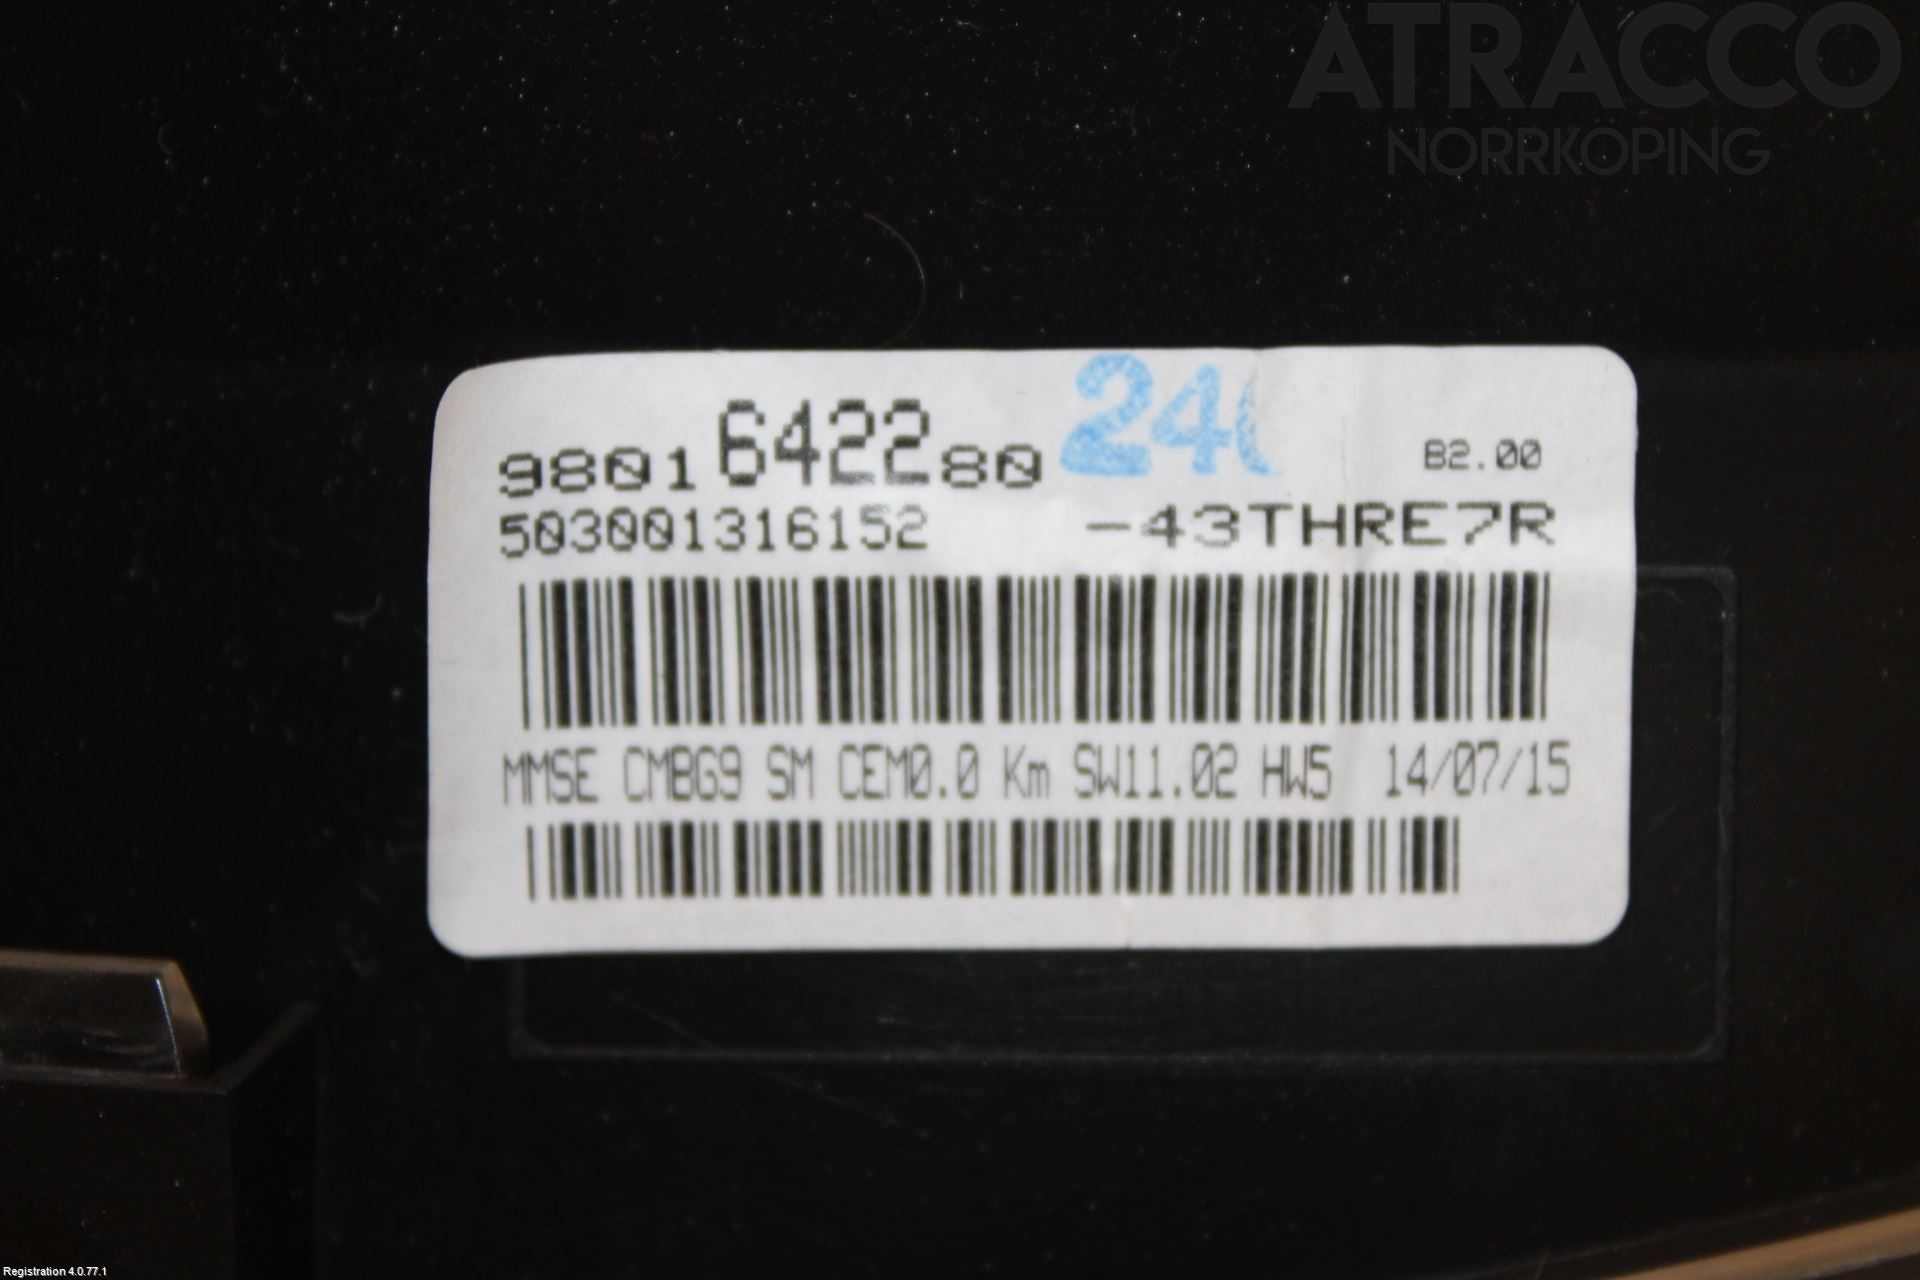 ATRACCO
NORRKOPING
9801642280 24
B2.00
503001316152 -43THRE7R
MMSE CMBG9 SM CEM0.0 Km SW11.02 HW5 14/07/15
Registration 4.0.77.1